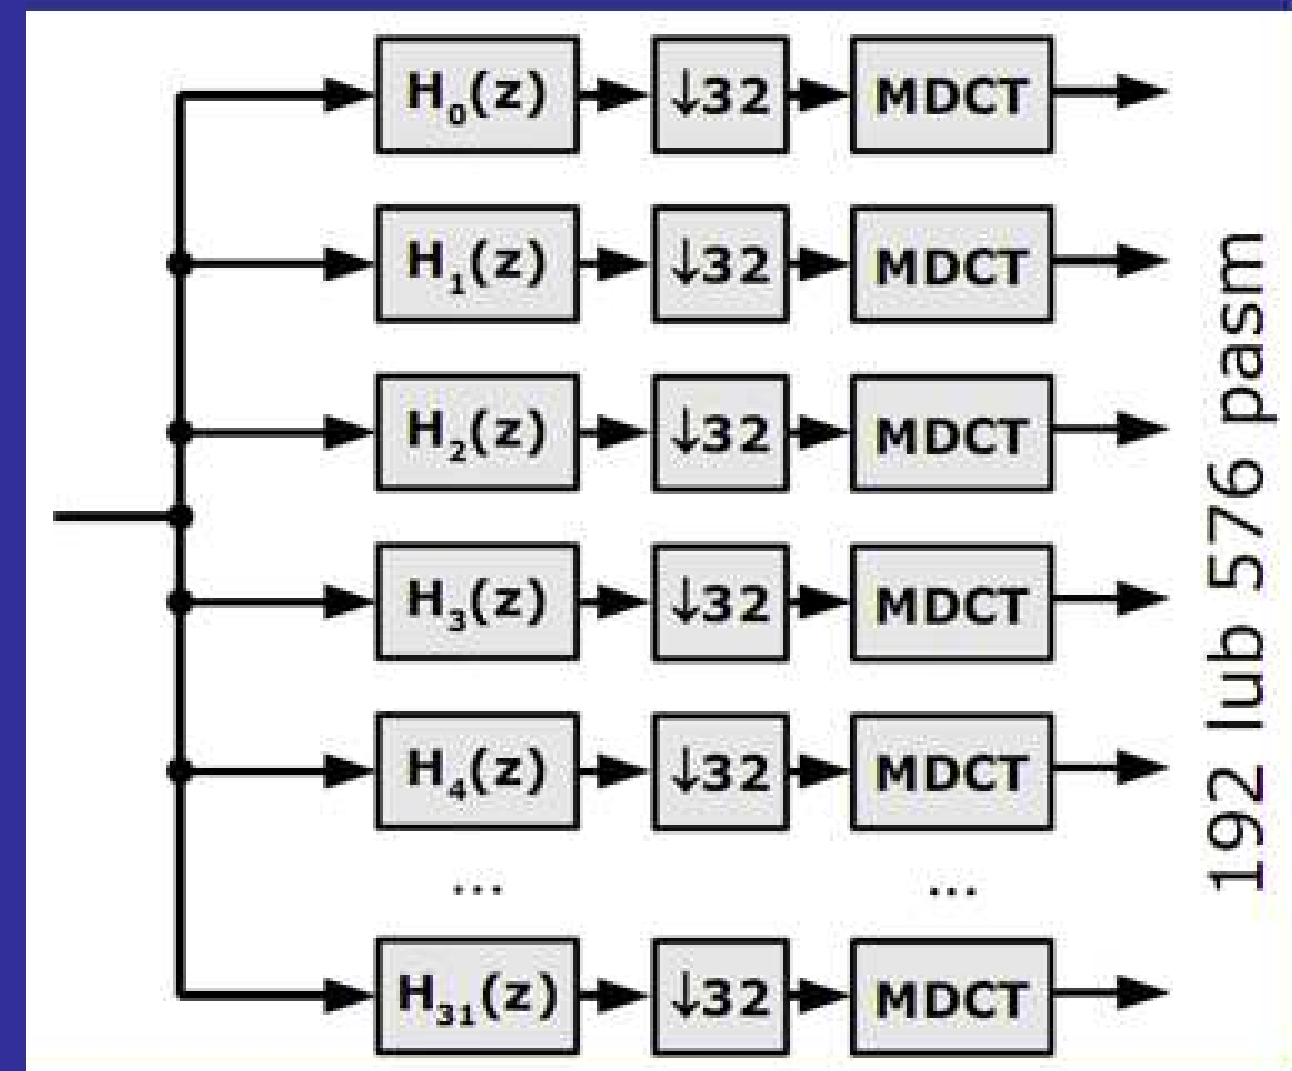 H₀(z) ↓32 MDCT
H₁(z) ↓32 MDCT
H₂(z) ↓32 MDCT
H₃(z) ↓32 MDCT
H₄(z) ↓32 MDCT
... ...
H₃₁(z) ↓32 MDCT
192 lub 576 pasm